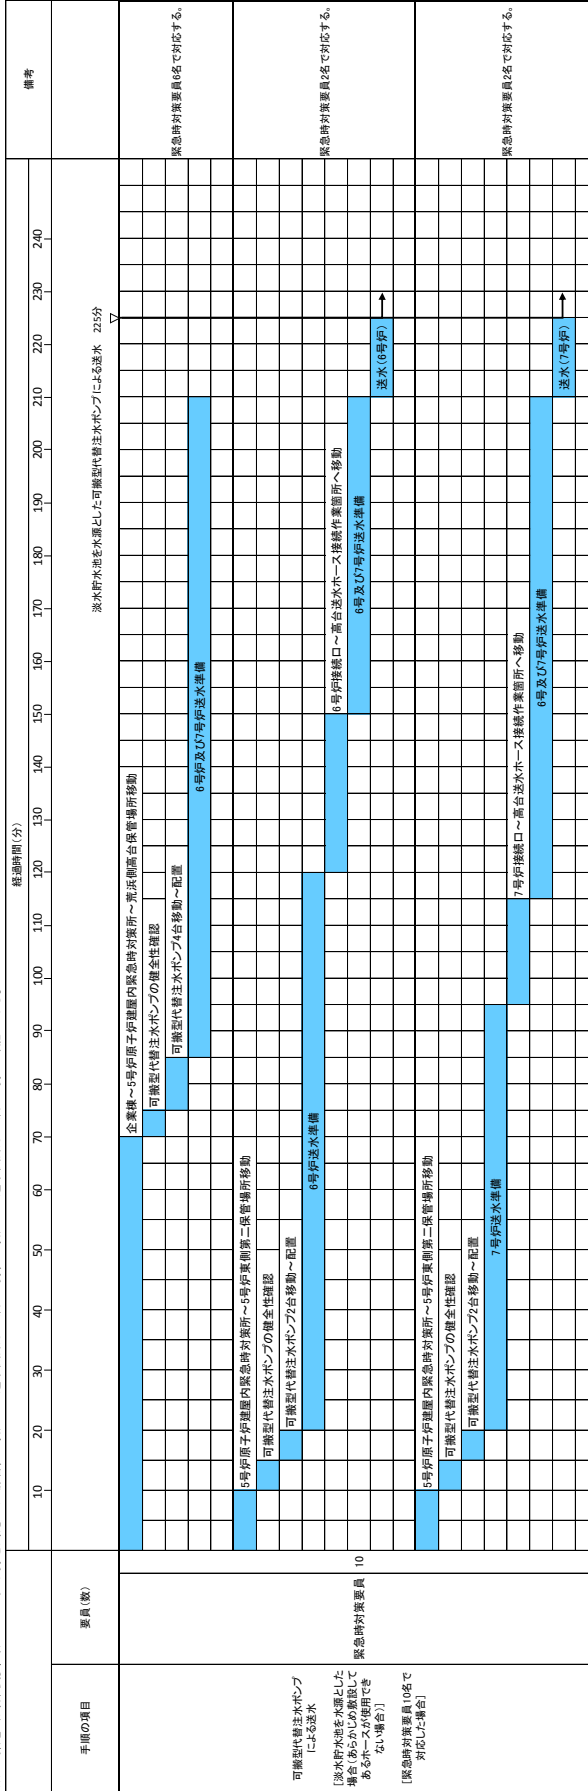 手順の項目
要員(数)
経過時間(分)
備考
10
20
30
40
50
60
70
80
90
100
110
120
130
140
150
160
170
180
190
200
210
220
230
240
淡水貯水池を水源とした可搬型代替注水ポンプによる送水 225分
▽
可搬型代替注水ポンプ
による送水
[淡水貯水池を水源とした
場合(あらかじめ敷設して
あるホースが使用でき
ない場合)]
[緊急時対策要員10名で
対応した場合]
緊急時対策要員
10
企業棟～5号炉原子炉建屋内緊急時対策所～荒浜側高台保管場所移動
可搬型代替注水ポンプの健全性確認
可搬型代替注水ポンプ4台移動～配置
6号炉及び7号炉送水準備
緊急時対策要員6名で対応する。
5号炉原子炉建屋内緊急時対策所～5号炉東側第二保管場所移動
可搬型代替注水ポンプの健全性確認
可搬型代替注水ポンプ2台移動～配置
6号炉送水準備
6号炉接続口～高台送水ホース接続作業箇所へ移動
6号及び7号炉送水準備
送水(6号炉)
緊急時対策要員2名で対応する。
5号炉原子炉建屋内緊急時対策所～5号炉東側第二保管場所移動
可搬型代替注水ポンプの健全性確認
可搬型代替注水ポンプ2台移動～配置
7号炉送水準備
7号炉接続口～高台送水ホース接続作業箇所へ移動
6号及び7号炉送水準備
送水(7号炉)
緊急時対策要員2名で対応する。